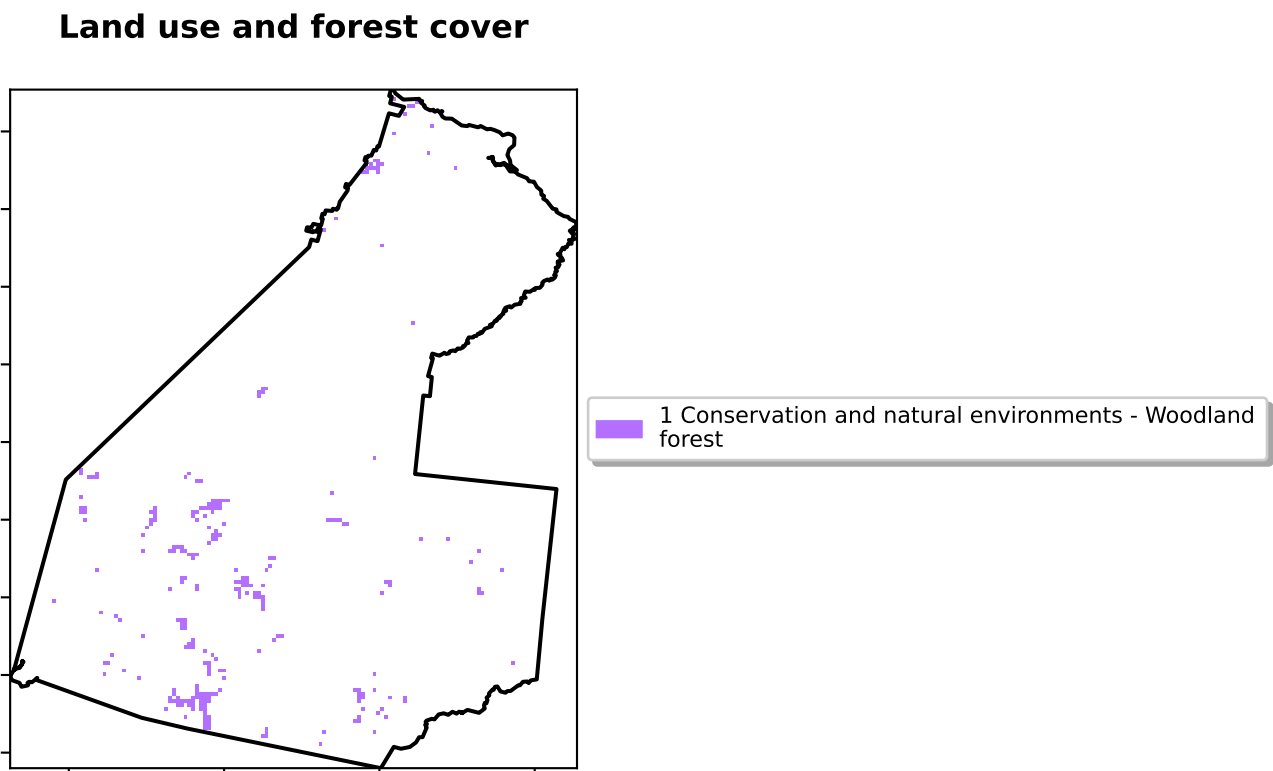 Land use and forest cover
1 Conservation and natural environments - Woodland
forest